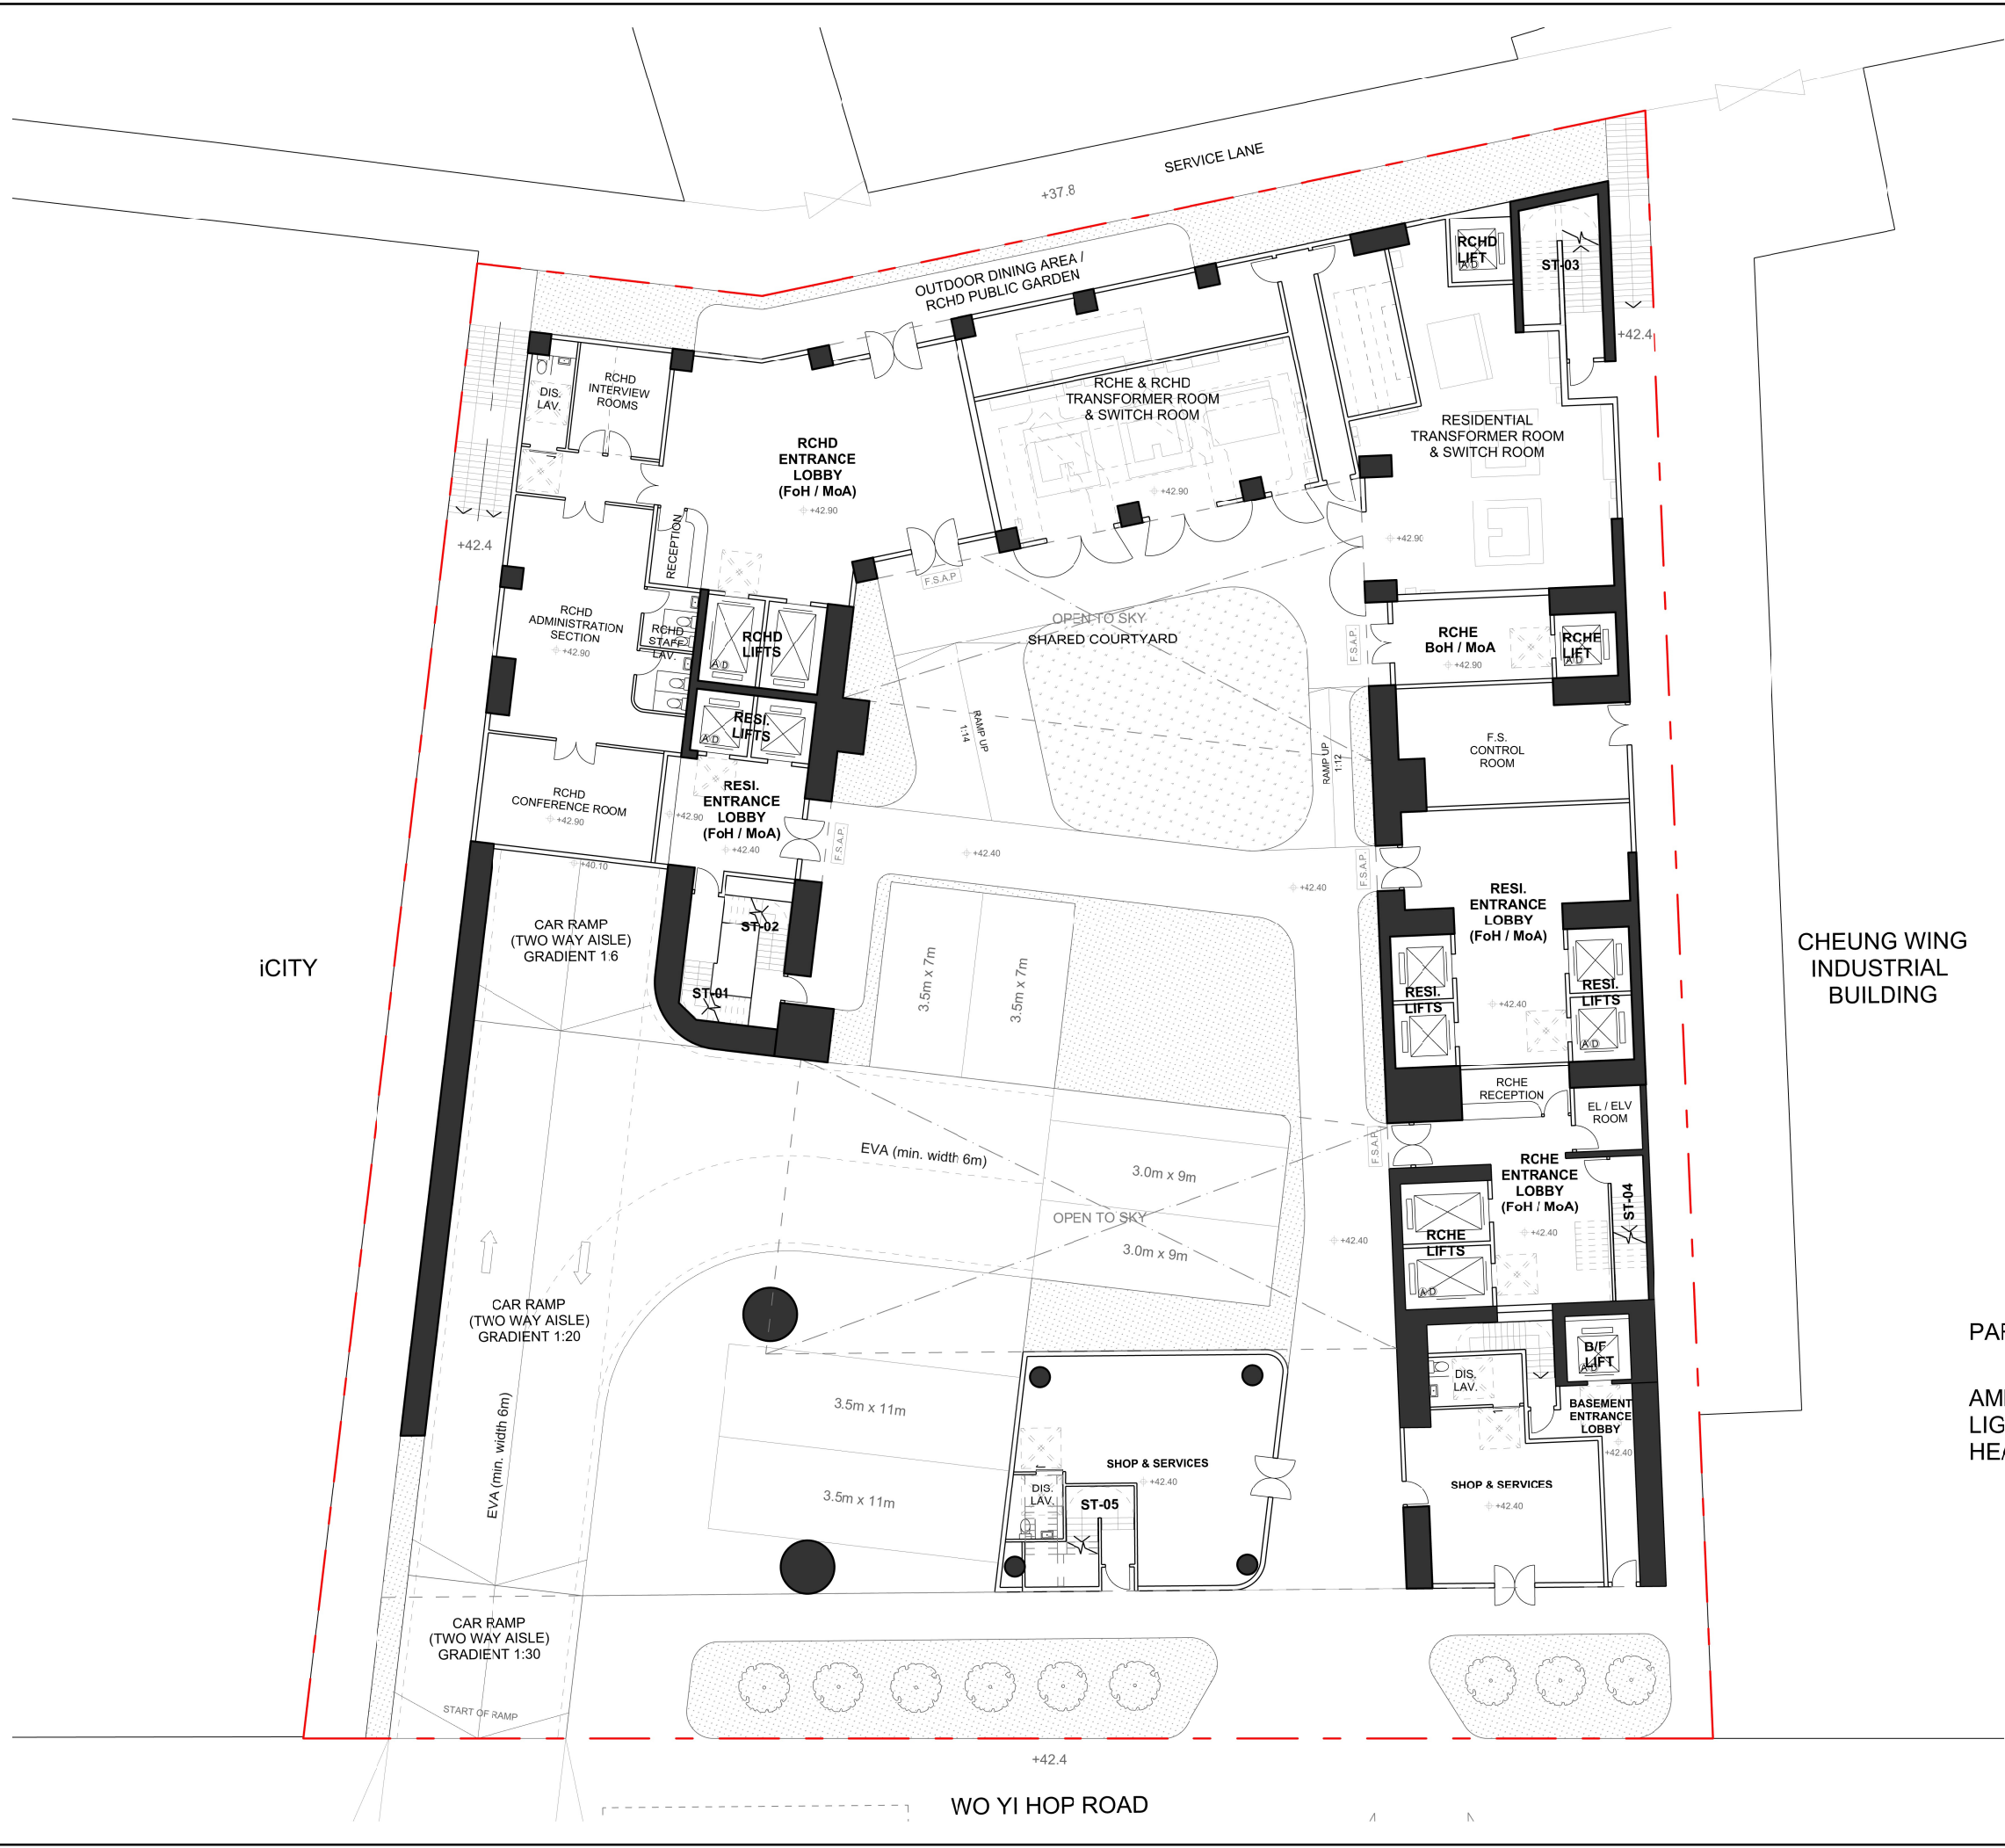 SERVICE LANE
+37.8
OUTDOOR DINING AREA /
RCHD PUBLIC GARDEN
RCHD
LIFT
A/D
ST-03
+42.4
DIS.
LAV.
RCHD
INTERVIEW
ROOMS
RCHD
ENTRANCE
LOBBY
(FoH / MoA)
+42.90
RCHE & RCHD
TRANSFORMER ROOM
& SWITCH ROOM
+42.90
RESIDENTIAL
TRANSFORMER ROOM
& SWITCH ROOM
+42.90
+42.4
RECEPTION
F.S.A.P.
RCHD
ADMINISTRATION
SECTION
+42.90
RCHD
STAFF
LAV.
RCHD
LIFTS
A/D
OPEN TO SKY
SHARED COURTYARD
F.S.A.P.
RCHE
BoH / MoA
+42.90
RCHE
LIFT
A/D
RESI.
LIFTS
A/D
RAMP UP
1:14
RAMP UP
1:12
F.S.
CONTROL
ROOM
RCHD
CONFERENCE ROOM
+42.90
+42.90
RESI.
ENTRANCE
LOBBY
(FoH / MoA)
+42.40
F.S.A.P.
+42.40
+40.10
F.S.A.P.
+42.40
CAR RAMP
(TWO WAY AISLE)
GRADIENT 1:6
ST-02
ST-01
3.5m x 7m
3.5m x 7m
RESI.
ENTRANCE
LOBBY
(FoH / MoA)
+42.40
RESI.
LIFTS
RESI.
LIFTS
A/D
iCITY
CHEUNG WING
INDUSTRIAL
BUILDING
RCHE
RECEPTION
EL / ELV
ROOM
F.S.A.P.
EVA (min. width 6m)
3.0m x 9m
OPEN TO SKY
3.0m x 9m
+42.40
RCHE
ENTRANCE
LOBBY
(FoH / MoA)
+42.40
ST-04
RCHE
LIFTS
A/D
CAR RAMP
(TWO WAY AISLE)
GRADIENT 1:20
EVA (min. width 6m)
3.5m x 11m
3.5m x 11m
B/F
LIFT
A/D
DIS.
LAV.
BASEMENT
ENTRANCE
LOBBY
+42.40
SHOP & SERVICES
+42.40
DIS.
LAV.
ST-05
SHOP & SERVICES
+42.40
CAR RAMP
(TWO WAY AISLE)
GRADIENT 1:30
START OF RAMP
+42.4
WO YI HOP ROAD